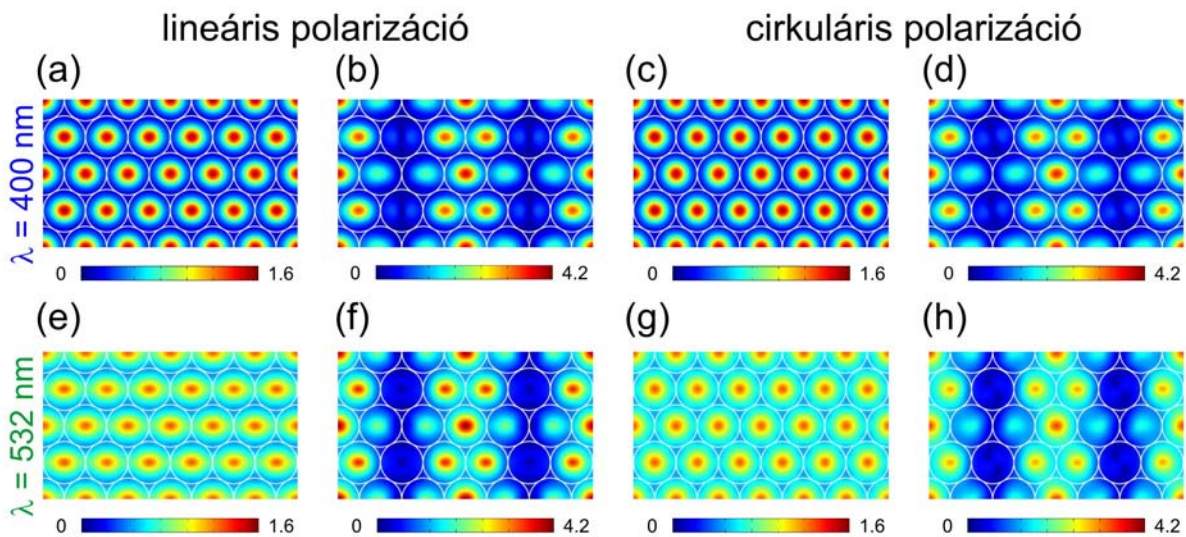 lineáris polarizáció cirkuláris polarizáció
(a) (b) (c) (d)
λ = 400 nm
0 1.6 0 4.2 0 1.6 0 4.2
(e) (f) (g) (h)
λ = 532 nm
0 1.6 0 4.2 0 1.6 0 4.2